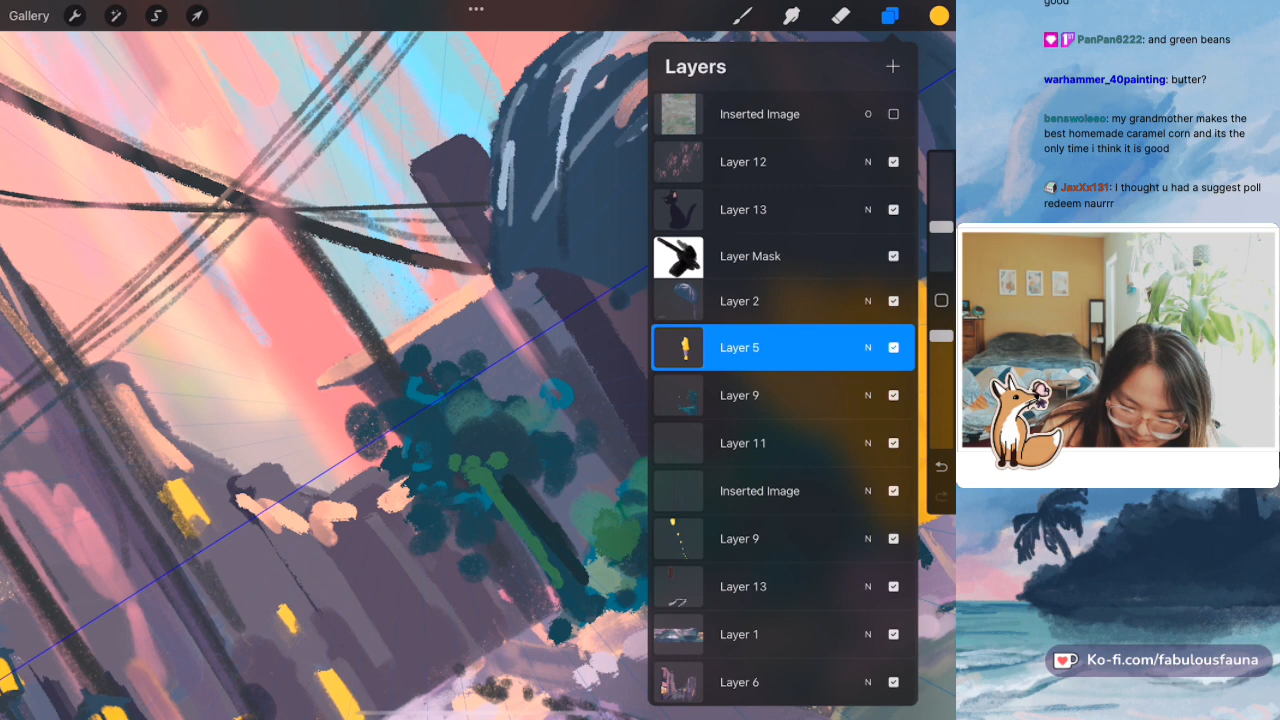 Gallery
Layers
Inserted Image O
Layer 12 N
Layer 13 N
Layer Mask
Layer 2 N
Layer 5 N
Layer 9 N
Layer 11 N
Inserted Image N
Layer 9 N
Layer 13 N
Layer 1 N
Layer 6 N
good
PanPan6222: and green beans
warhammer_40painting: butter?
benswoleeo: my grandmother makes the
best homemade caramel corn and its the
only time i think it is good
JaxXx131: I thought u had a suggest poll
redeem naurrr
Ko-fi.com/fabulousfauna